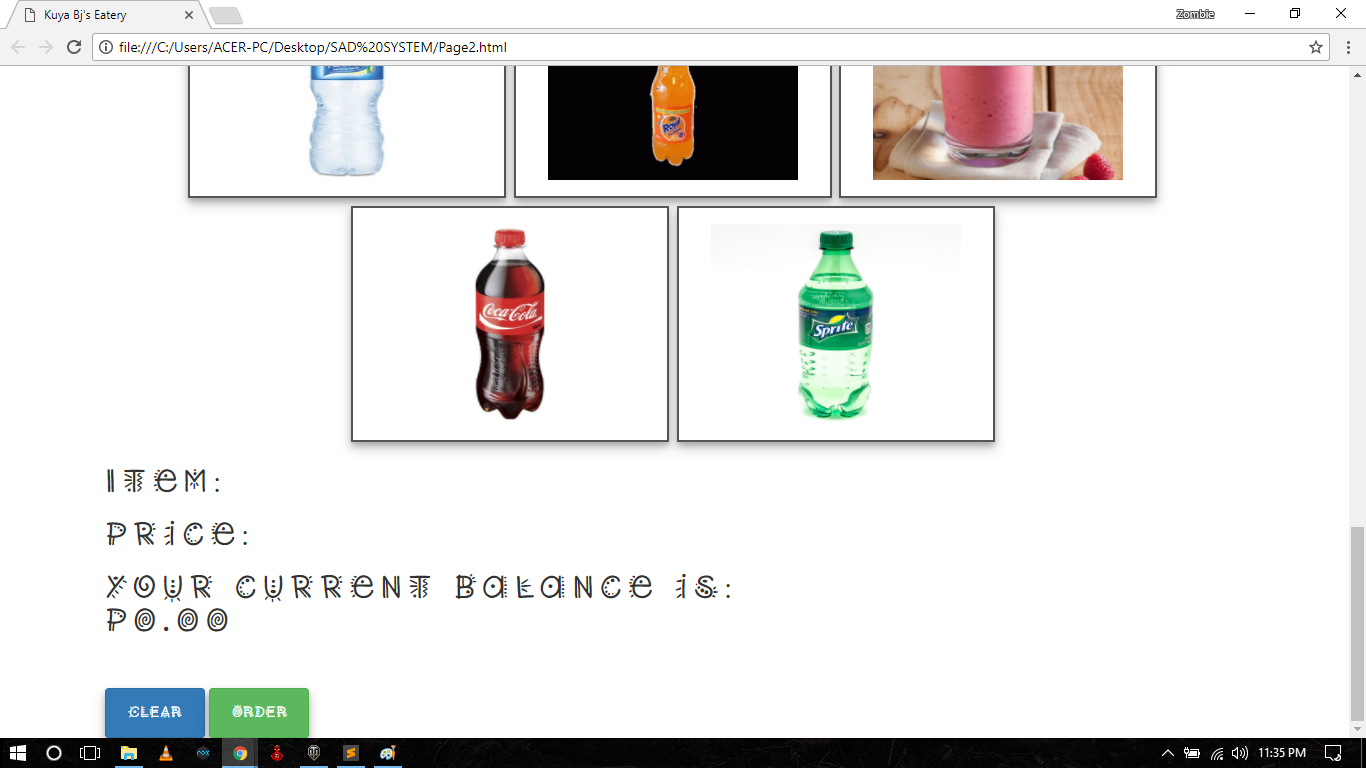 Kuya Bj's Eatery
Zombie
file:///C:/Users/ACER-PC/Desktop/SAD%20SYSTEM/Page2.html
Royal
Coca-Cola
Sprite
ITEM:
PRICE:
YOUR CURRENT BALANCE IS:
P0.00
CLEAR ORDER
11:35 PM